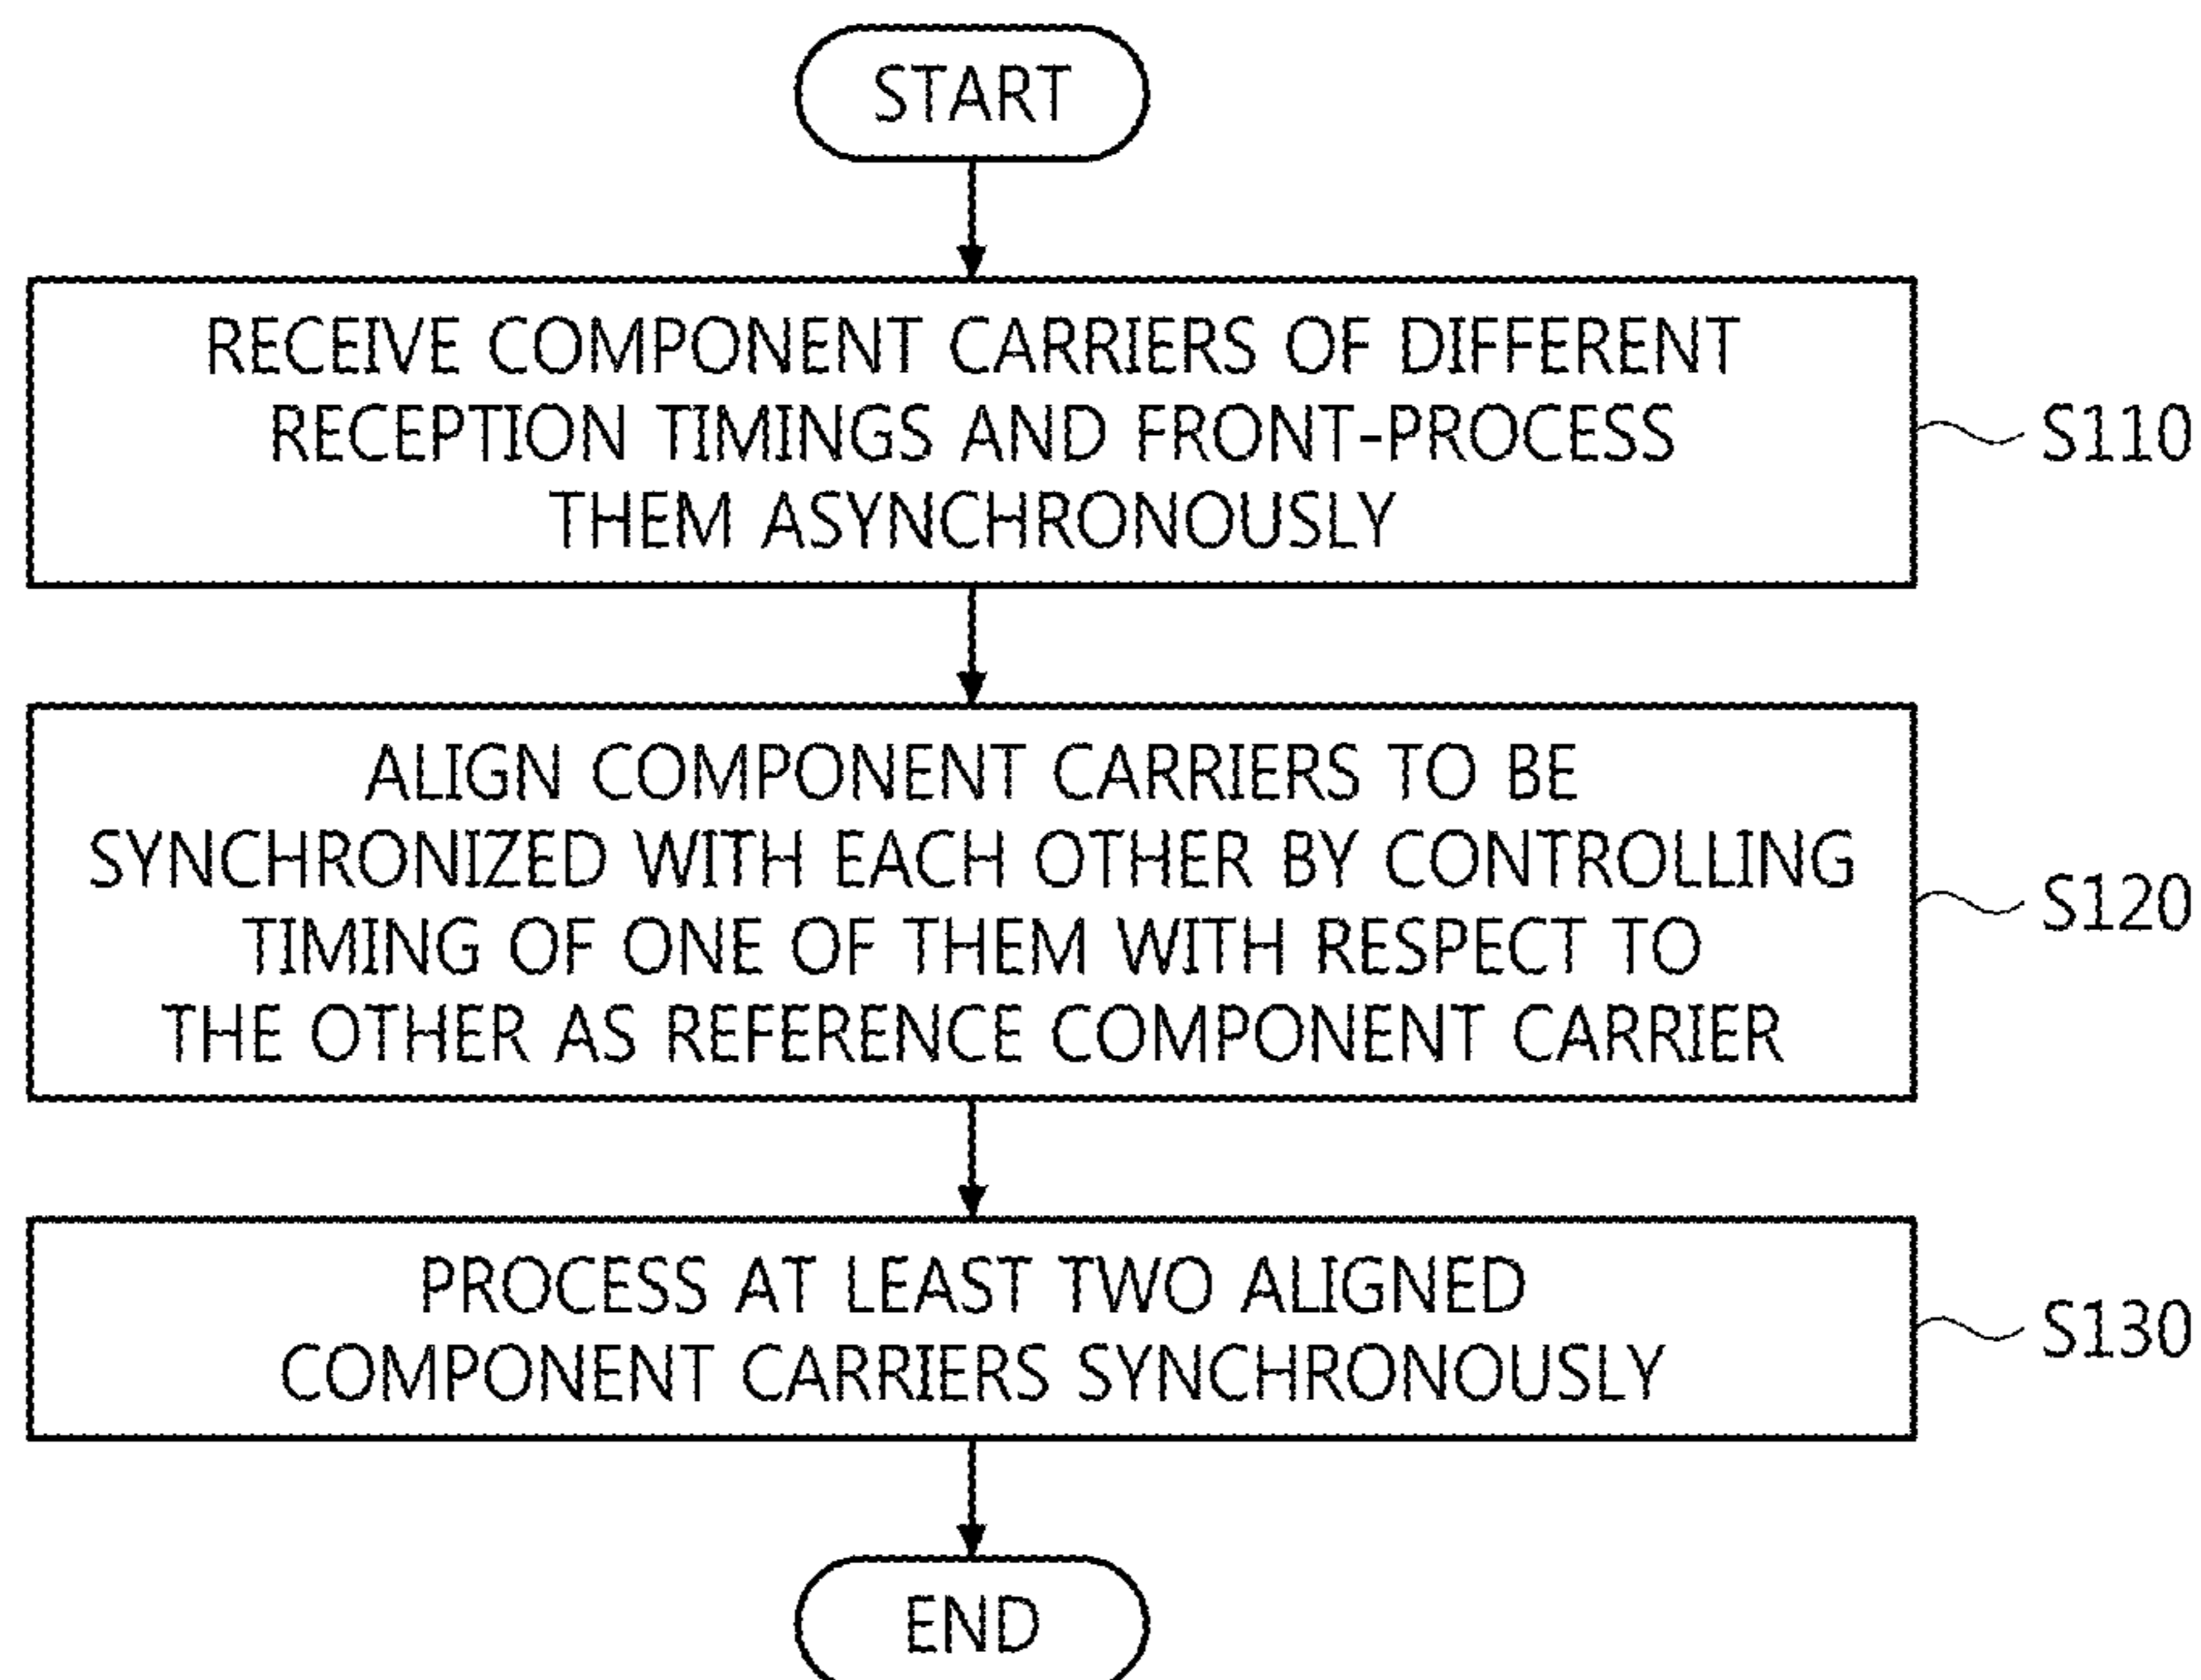 START
RECEIVE COMPONENT CARRIERS OF DIFFERENT
RECEPTION TIMINGS AND FRONT-PROCESS
THEM ASYNCHRONOUSLY
S110
ALIGN COMPONENT CARRIERS TO BE
SYNCHRONIZED WITH EACH OTHER BY CONTROLLING
TIMING OF ONE OF THEM WITH RESPECT TO
THE OTHER AS REFERENCE COMPONENT CARRIER
S120
PROCESS AT LEAST TWO ALIGNED
COMPONENT CARRIERS SYNCHRONOUSLY
S130
END